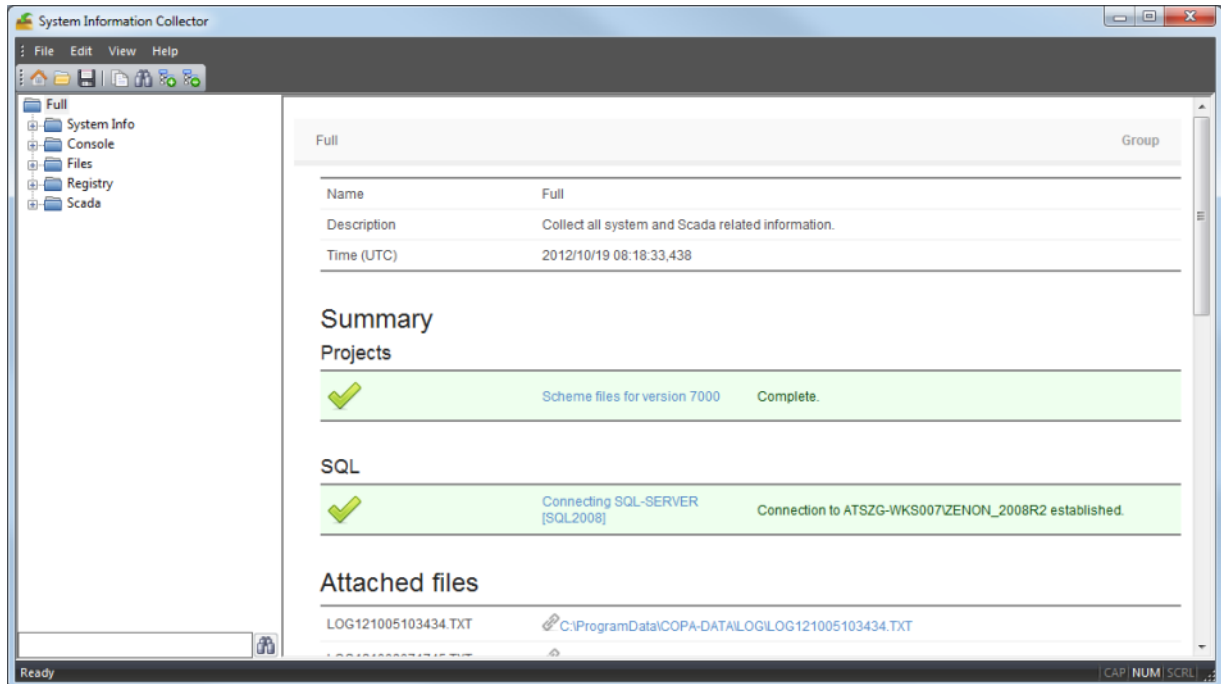 System Information Collector
File Edit View Help
Full
System Info
Console
Files
Registry
Scada
Full Group
Name Full
Description Collect all system and Scada related information.
Time (UTC) 2012/10/19 08:18:33,438
Summary
Projects
Scheme files for version 7000 Complete.
SQL
Connecting SQL-SERVER
[SQL2008] Connection to ATSZG-WKS007\ZENON_2008R2 established.
Attached files
LOG121005103434.TXT C:\ProgramData\COPA-DATA\LOG\LOG121005103434.TXT
Ready CAP NUM SCRL